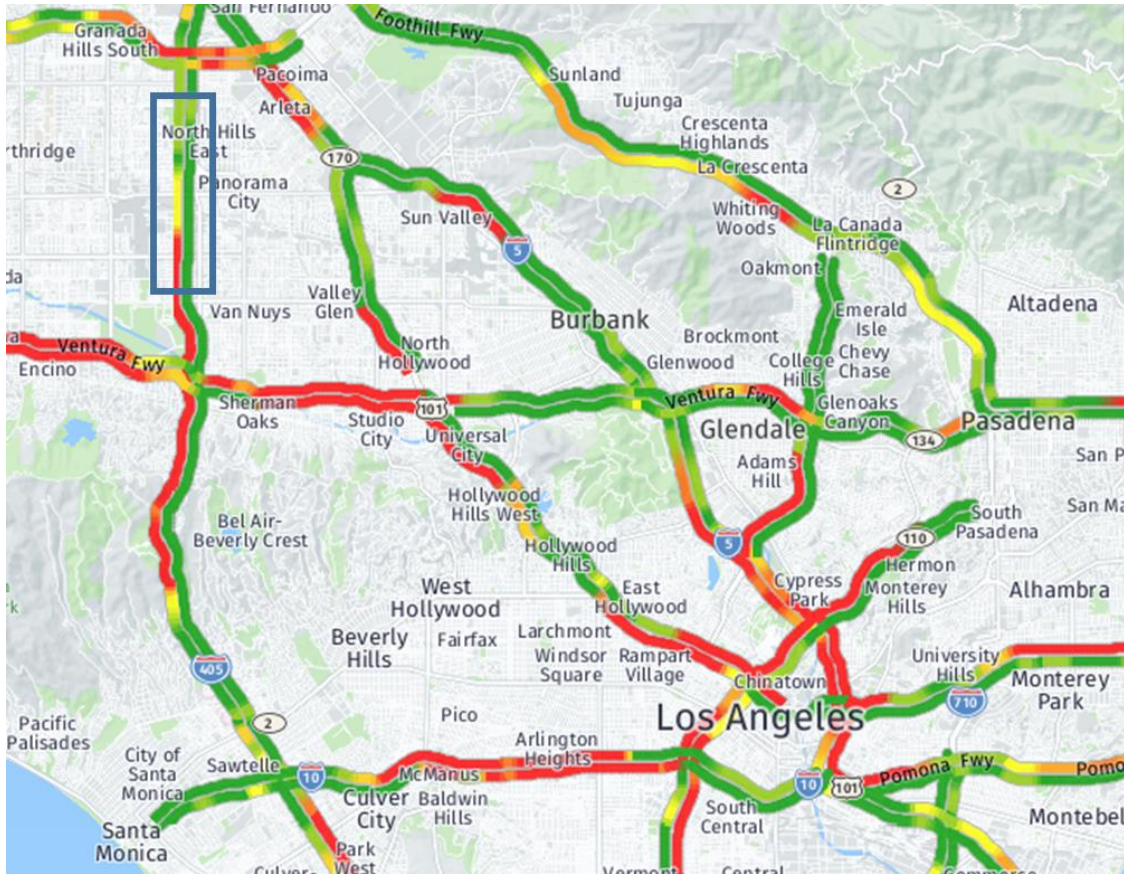 San Fernando
Granada
Hills South
Foothill Fwy
Pacoima
Sunland
Arleta
Tujunga
North Hills
East
Crescenta
Highlands
rthridge
170
La Crescenta
Panorama
City
2
Sun Valley
Whiting
Woods
La Canada
Flintridge
5
Oakmont
da
Valley
Glen
Van Nuys
Altadena
Burbank
Emerald
Isle
Brockmont
Ventura Fwy
North
Hollywood
Glenwood
College
Hills
Chevy
Chase
Encino
Sherman
Oaks
101
Ventura Fwy
Glenoaks
Canyon
Studio
City
Universal
City
Glendale
134
Pasadena
Adams
Hill
San P
Hollywood
Hills West
Bel Air-
Beverly Crest
South
Pasadena
San Ma
5
110
Hollywood
Hills
Hermon
Cypress
Park
Monterey
Hills
Alhambra
West
Hollywood
East
Hollywood
Beverly
Hills
Fairfax
Larchmont
Windsor
Square
Rampart
Village
405
University
Hills
Chinatown
Monterey
Park
710
Pacific
Palisades
2
Pico
Los Angeles
City of
Santa
Monica
Sawtelle
Arlington
Heights
10
McManus
Pomona Fwy
Pomo
10
101
Culver
City
Baldwin
Hills
South
Central
Montebel
Santa
Monica
Park
West
Culver-
Vermont
Central
Commerce